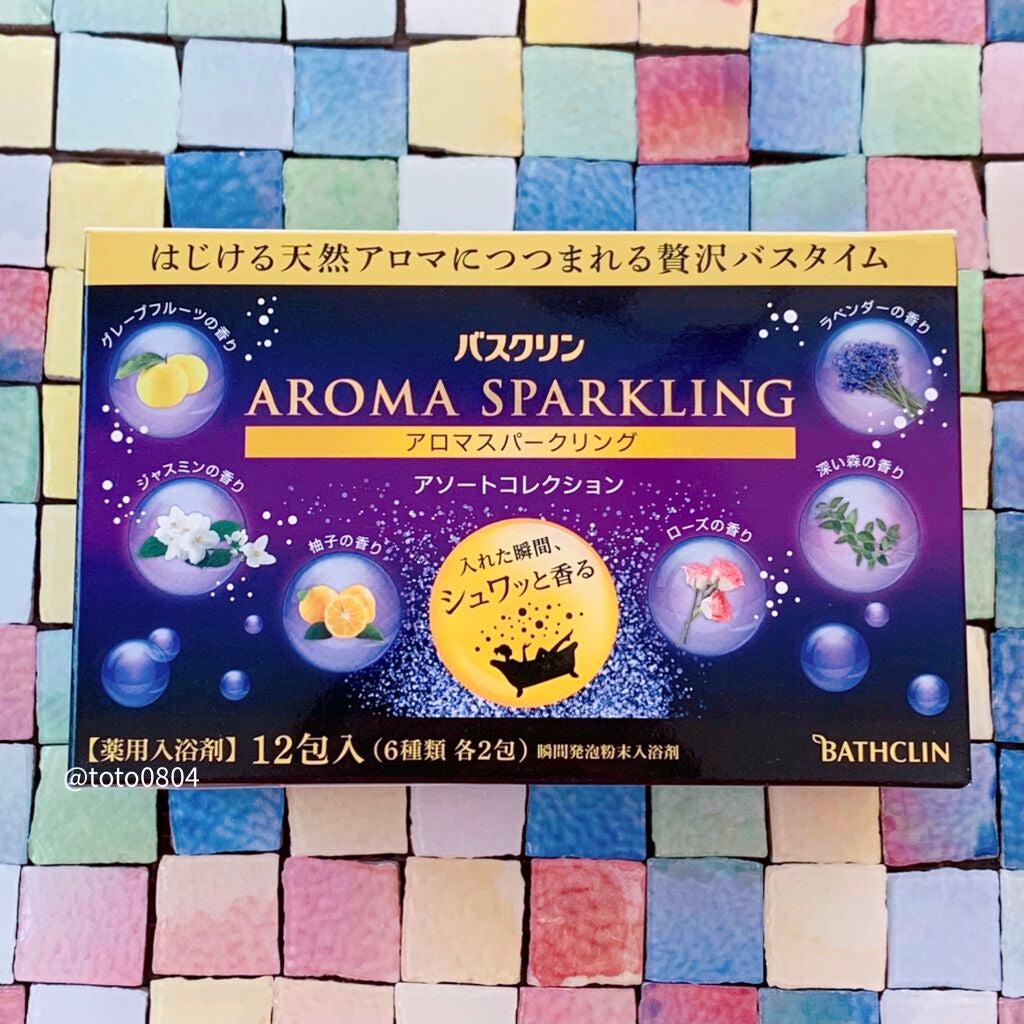 はじける天然アロマにつつまれる贅沢バスタイム
グレープフルーツの香り
ラベンダーの香り
バスクリン
AROMA SPARKLING
アロマスパークリング
アソートコレクション
ジャスミンの香り
深い森の香り
柚子の香り
ローズの香り
入れた瞬間、
シュワッと香る
【薬用入浴剤】12包入(6種類 各2包) 瞬間発泡粉末入浴剤
BATHCLIN
@toto0804